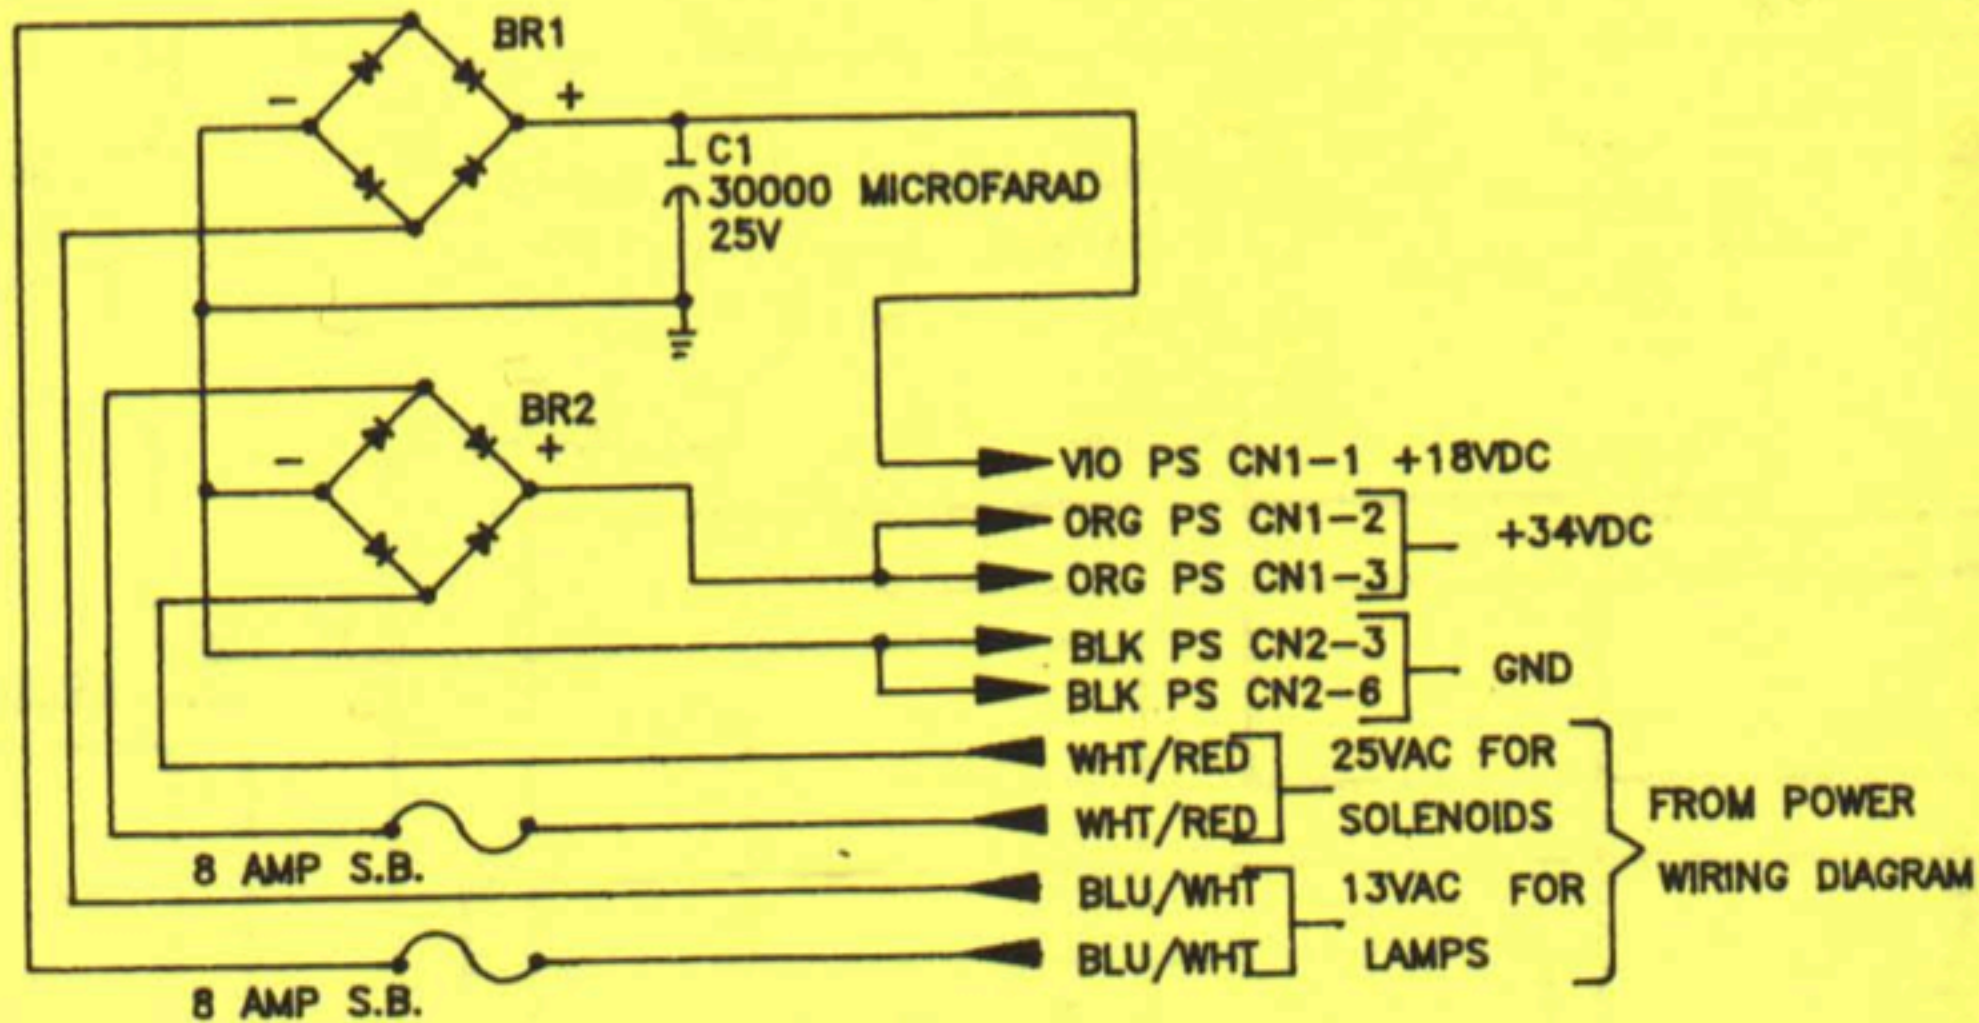 BR1
- +
C1
30000 MICROFARAD
25V
BR2
- +
VIO PS CN1-1 +18VDC
ORG PS CN1-2
+34VDC
ORG PS CN1-3
BLK PS CN2-3
GND
BLK PS CN2-6
WHT/RED 25VAC FOR
WHT/RED SOLENOIDS
FROM POWER
WIRING DIAGRAM
8 AMP S.B.
BLU/WHT 13VAC FOR
BLU/WHT LAMPS
8 AMP S.B.